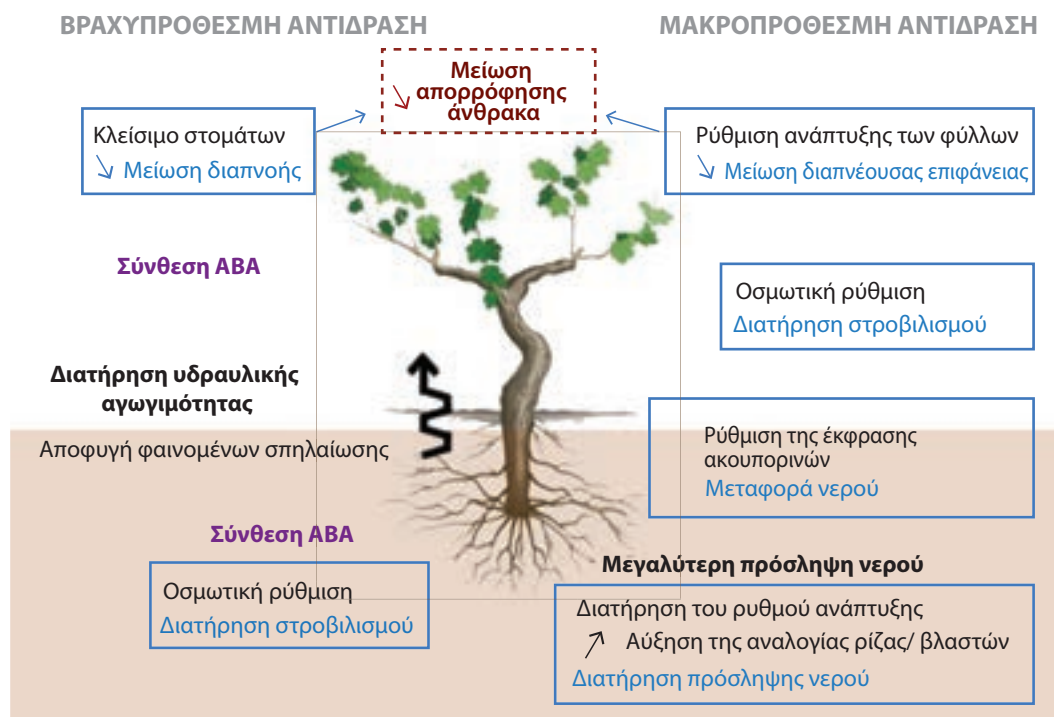 ΒΡΑΧΥΠΡΟΘΕΣΜΗ ΑΝΤΙΔΡΑΣΗ
ΜΑΚΡΟΠΡΟΘΕΣΜΗ ΑΝΤΙΔΡΑΣΗ
Μείωση
απορρόφησης
άνθρακα
Κλείσιμο στομάτων
Μείωση διαπνοής
Ρύθμιση ανάπτυξης των φύλλων
Μείωση διαπνέουσας επιφάνειας
Σύνθεση ΑΒΑ
Οσμωτική ρύθμιση
Διατήρηση στροβιλισμού
Διατήρηση υδραυλικής
αγωγιμότητας
Αποφυγή φαινομένων σπηλαίωσης
Ρύθμιση της έκφρασης
ακουπορινών
Μεταφορά νερού
Σύνθεση ΑΒΑ
Οσμωτική ρύθμιση
Διατήρηση στροβιλισμού
Μεγαλύτερη πρόσληψη νερού
Διατήρηση του ρυθμού ανάπτυξης
Αύξηση της αναλογίας ρίζας/ βλαστών
Διατήρηση πρόσληψης νερού